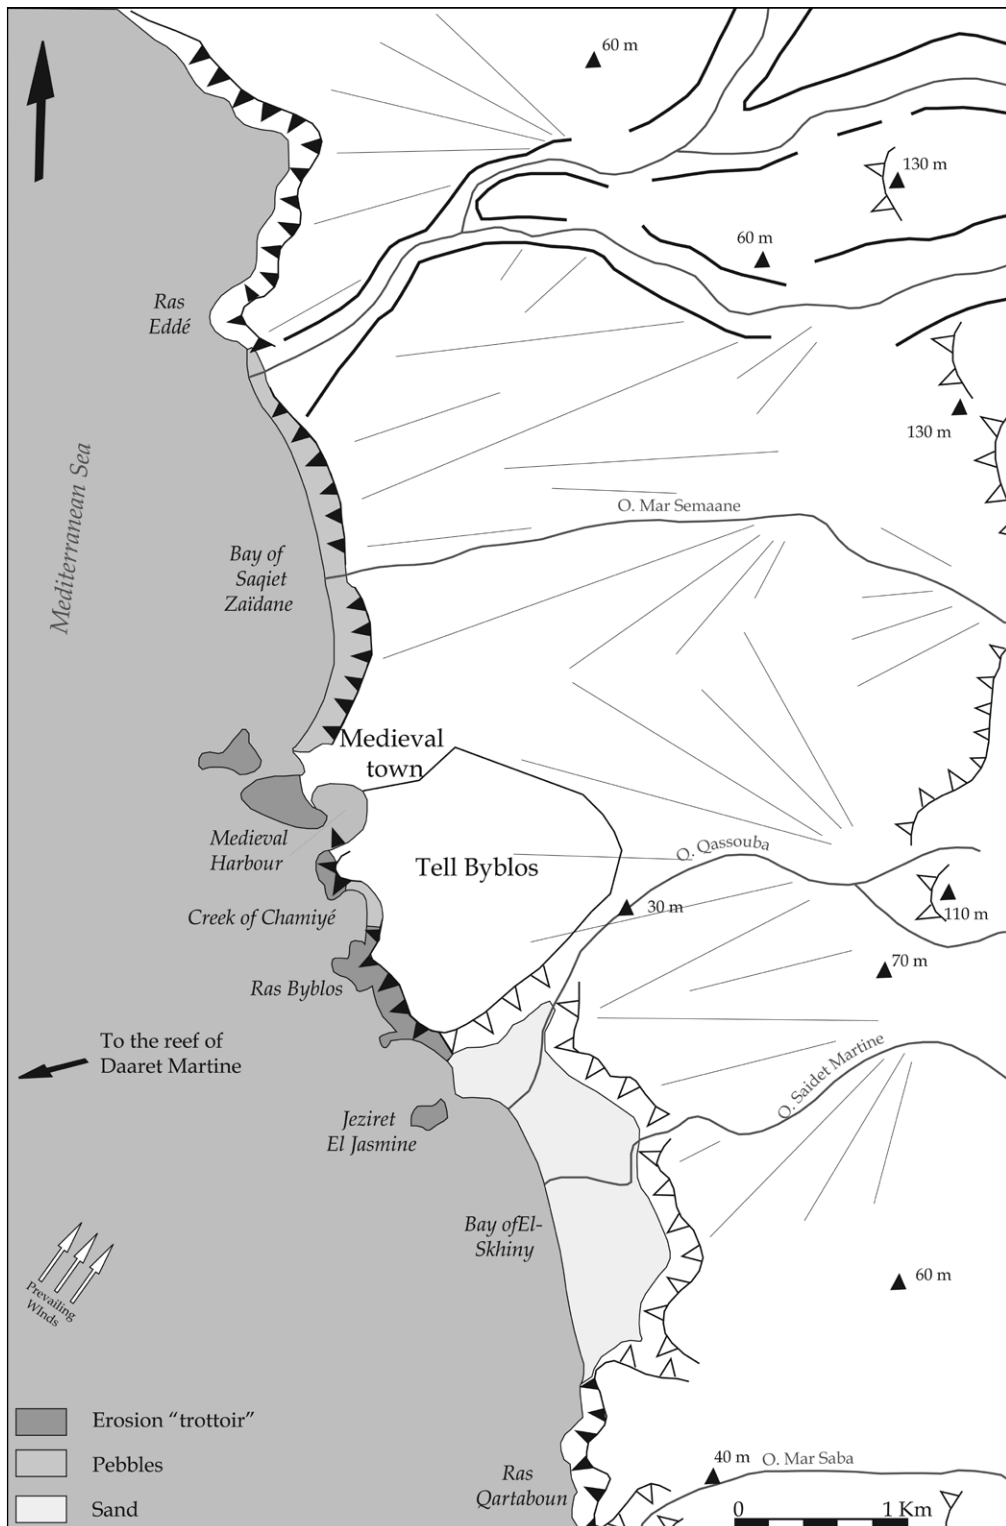 60 m
130 m
60 m
Ras
Eddé
130 m
Mediterranean Sea
O. Mar Semaane
Bay of
Saqiet
Zaïdane
Medieval
town
Medieval
Harbour
Q. Qassouba
Tell Byblos
Creek of Chamiyé
30 m
110 m
70 m
Ras Byblos
To the reef of
Daaret Martine
O. Saidet Martine
Jeziret
El Jasmine
Bay ofEl-
Skhiny
60 m
Prevailing
WInds
Erosion “trottoir”
Pebbles
Sand
Ras
Qartaboun
40 m
O. Mar Saba
0 1 Km